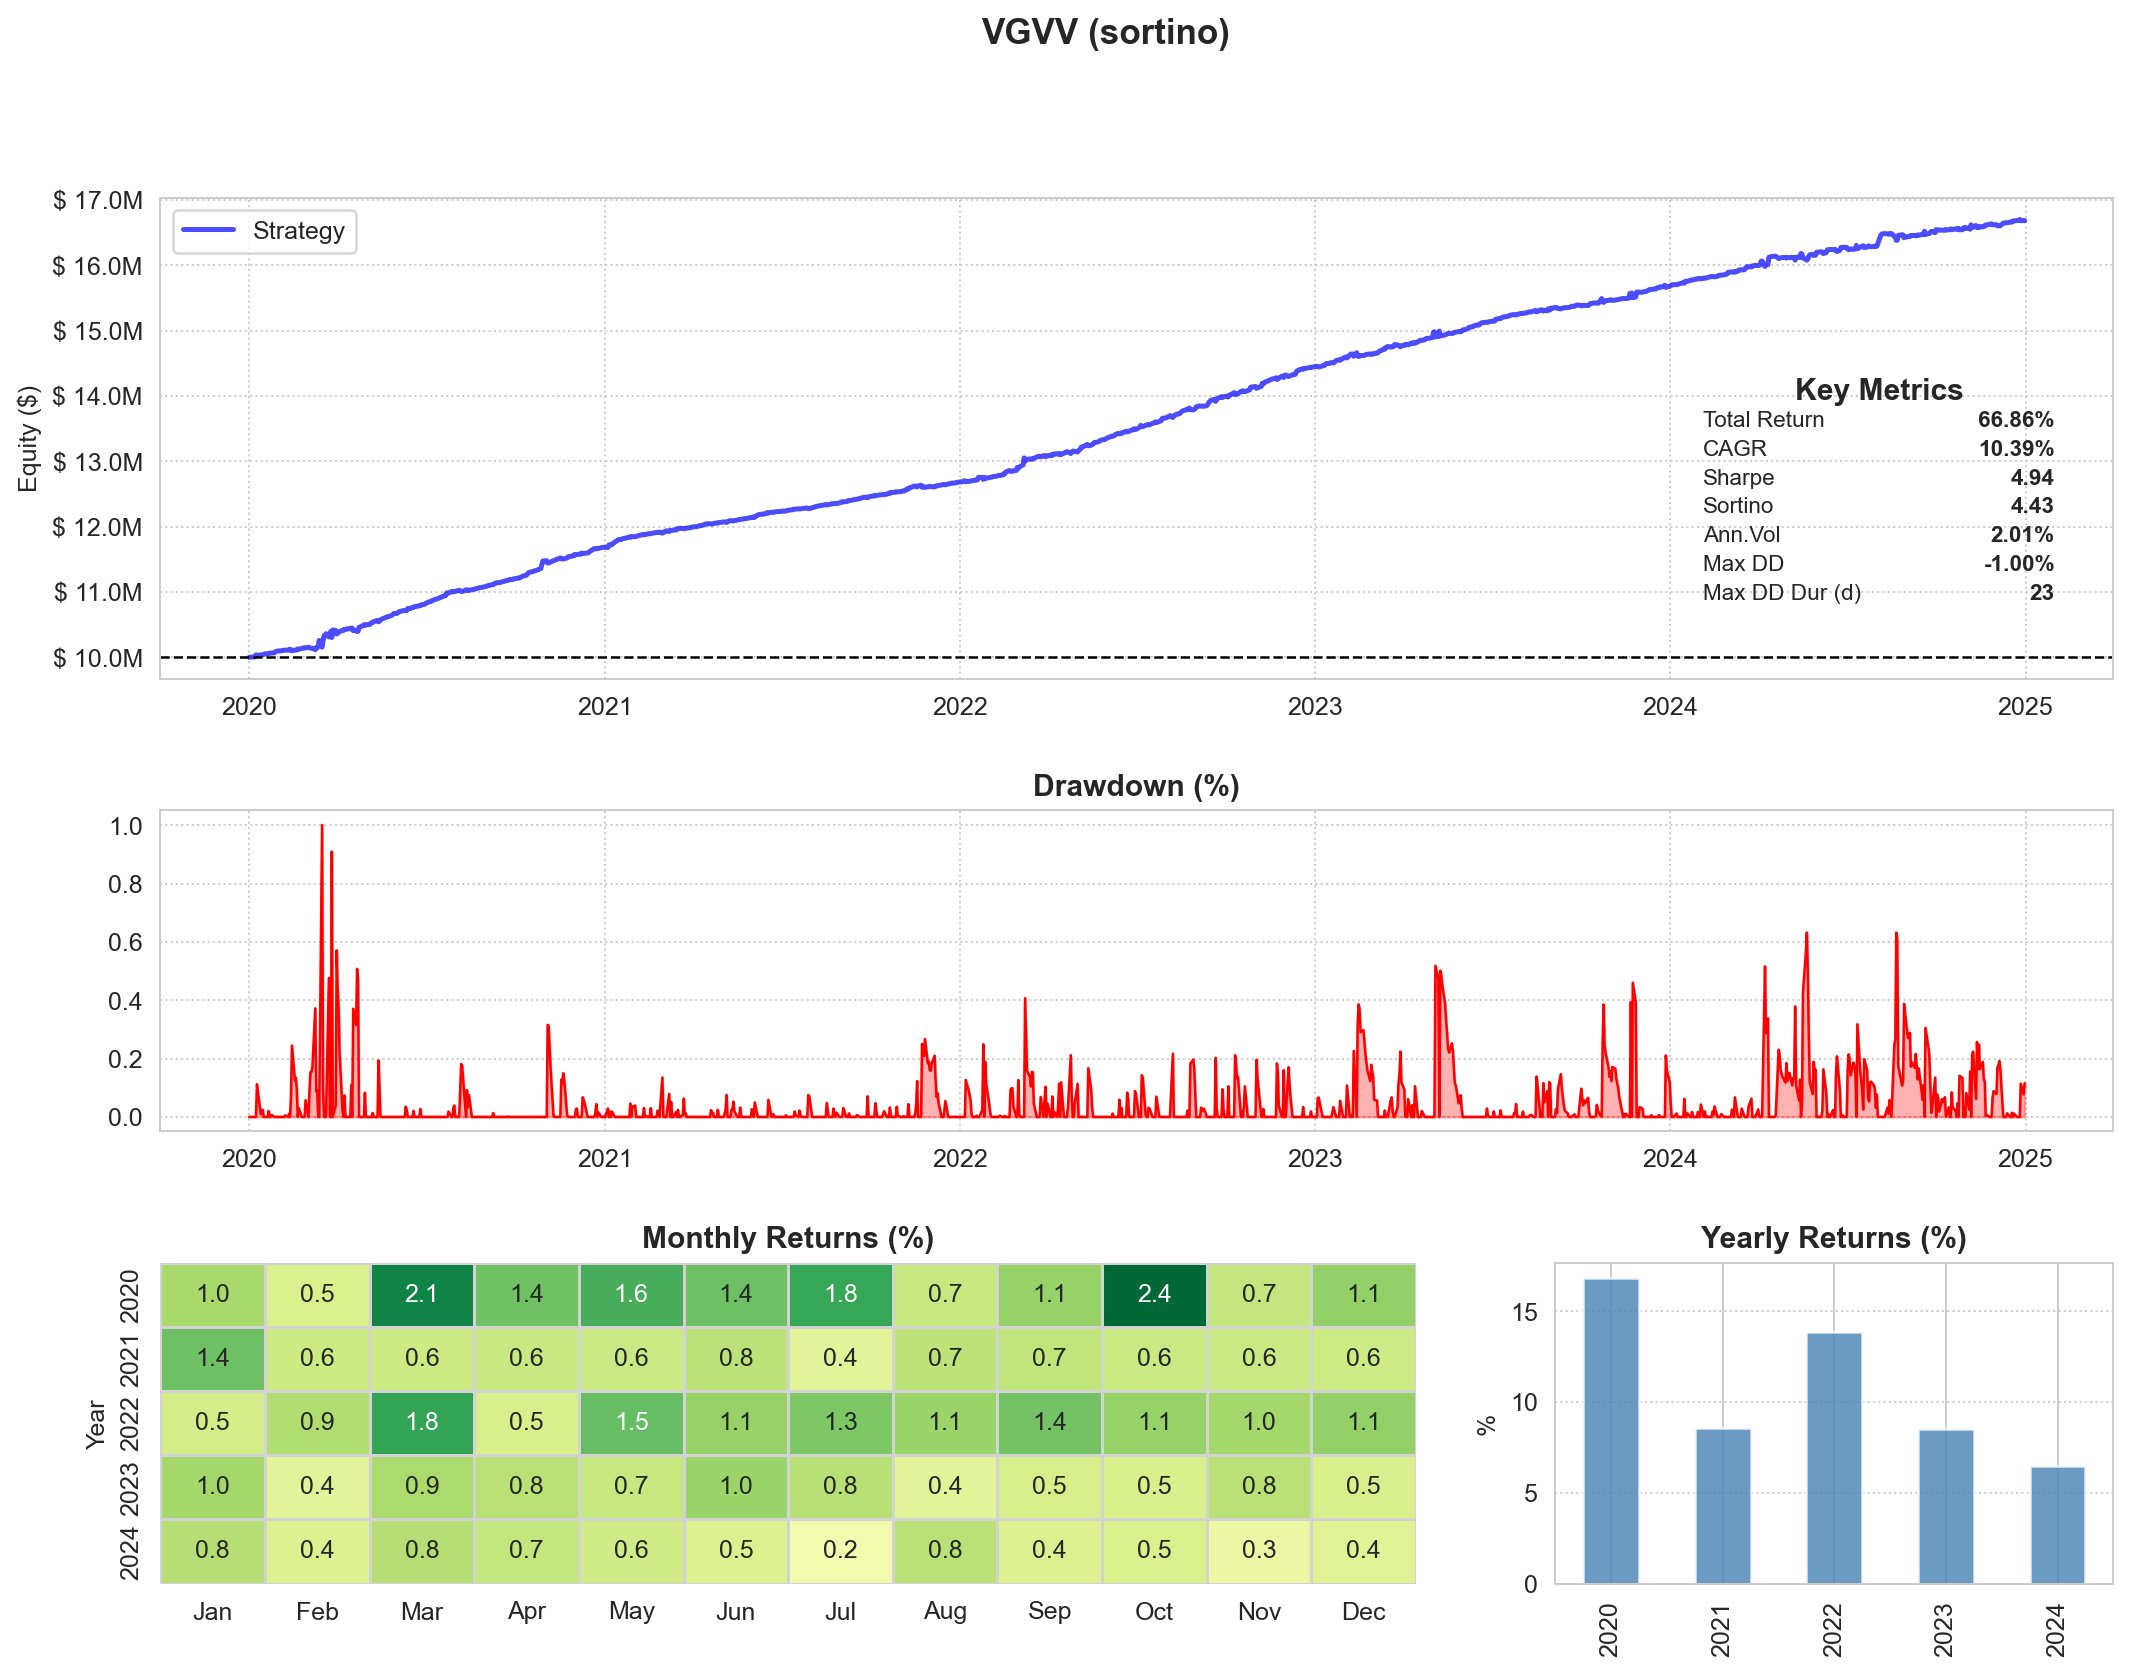 VGVV (sortino)
$ 17.0M
$ 16.0M
$ 15.0M
$ 14.0M
$ 13.0M
$ 12.0M
$ 11.0M
$ 10.0M
Equity ($)
Strategy
Key Metrics
Total Return 66.86%
CAGR 10.39%
Sharpe 4.94
Sortino 4.43
Ann.Vol 2.01%
Max DD -1.00%
Max DD Dur (d) 23
2020 2021 2022 2023 2024 2025
Drawdown (%)
1.0
0.8
0.6
0.4
0.2
0.0
2020 2021 2022 2023 2024 2025
Monthly Returns (%)
Year
2020 1.0 0.5 2.1 1.4 1.6 1.4 1.8 0.7 1.1 2.4 0.7 1.1
2021 1.4 0.6 0.6 0.6 0.6 0.8 0.4 0.7 0.7 0.6 0.6 0.6
2022 0.5 0.9 1.8 0.5 1.5 1.1 1.3 1.1 1.4 1.1 1.0 1.1
2023 1.0 0.4 0.9 0.8 0.7 1.0 0.8 0.4 0.5 0.5 0.8 0.5
2024 0.8 0.4 0.8 0.7 0.6 0.5 0.2 0.8 0.4 0.5 0.3 0.4
Jan Feb Mar Apr May Jun Jul Aug Sep Oct Nov Dec
Yearly Returns (%)
%
15
10
5
0
2020 2021 2022 2023 2024